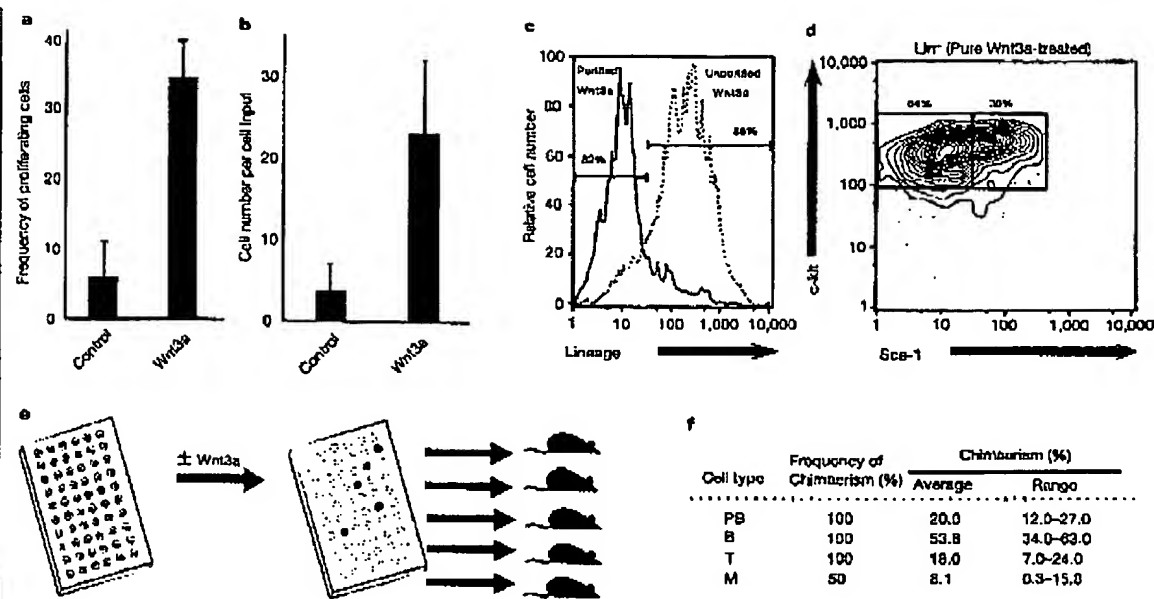 a
Frequency of proliferating cells
40
30
20
10
0
Control
Wnt3a
b
Cell number per cell input
30
20
10
0
Control
Wnt3a
c
Relative cell number
100
80
60
40
20
0
Purified
Wnt3a
Unpurified
Wnt3a
1
10
100
1,000
10,000
Lineage
d
Lin- (Pure Wnt3a-treated)
c-kit
10,000
1,000
100
10
1
1
10
100
1,000
10,000
Sca-1
e
± Wnt3a
f
Cell type
Frequency of
Chimaerism (%)
Chimaerism (%)
Average
Range
PB 100 20.0 12.0–27.0
B 100 53.8 34.0–63.0
T 100 18.0 7.0–24.0
M 50 8.1 0.3–15.0